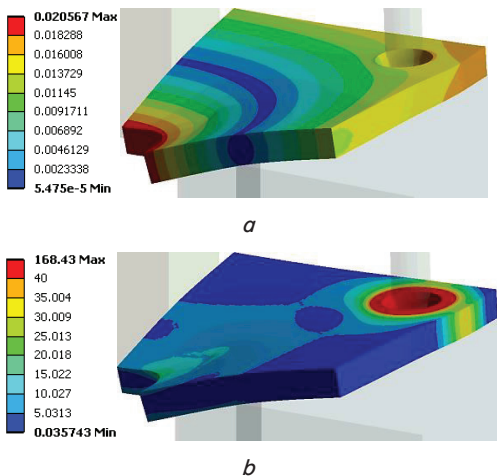 0.020567 Max
0.018288
0.016008
0.013729
0.01145
0.0091711
0.006892
0.0046129
0.0023338
5.475e-5 Min
a
168.43 Max
40
35.004
30.009
25.013
20.018
15.022
10.027
5.0313
0.035743 Min
b